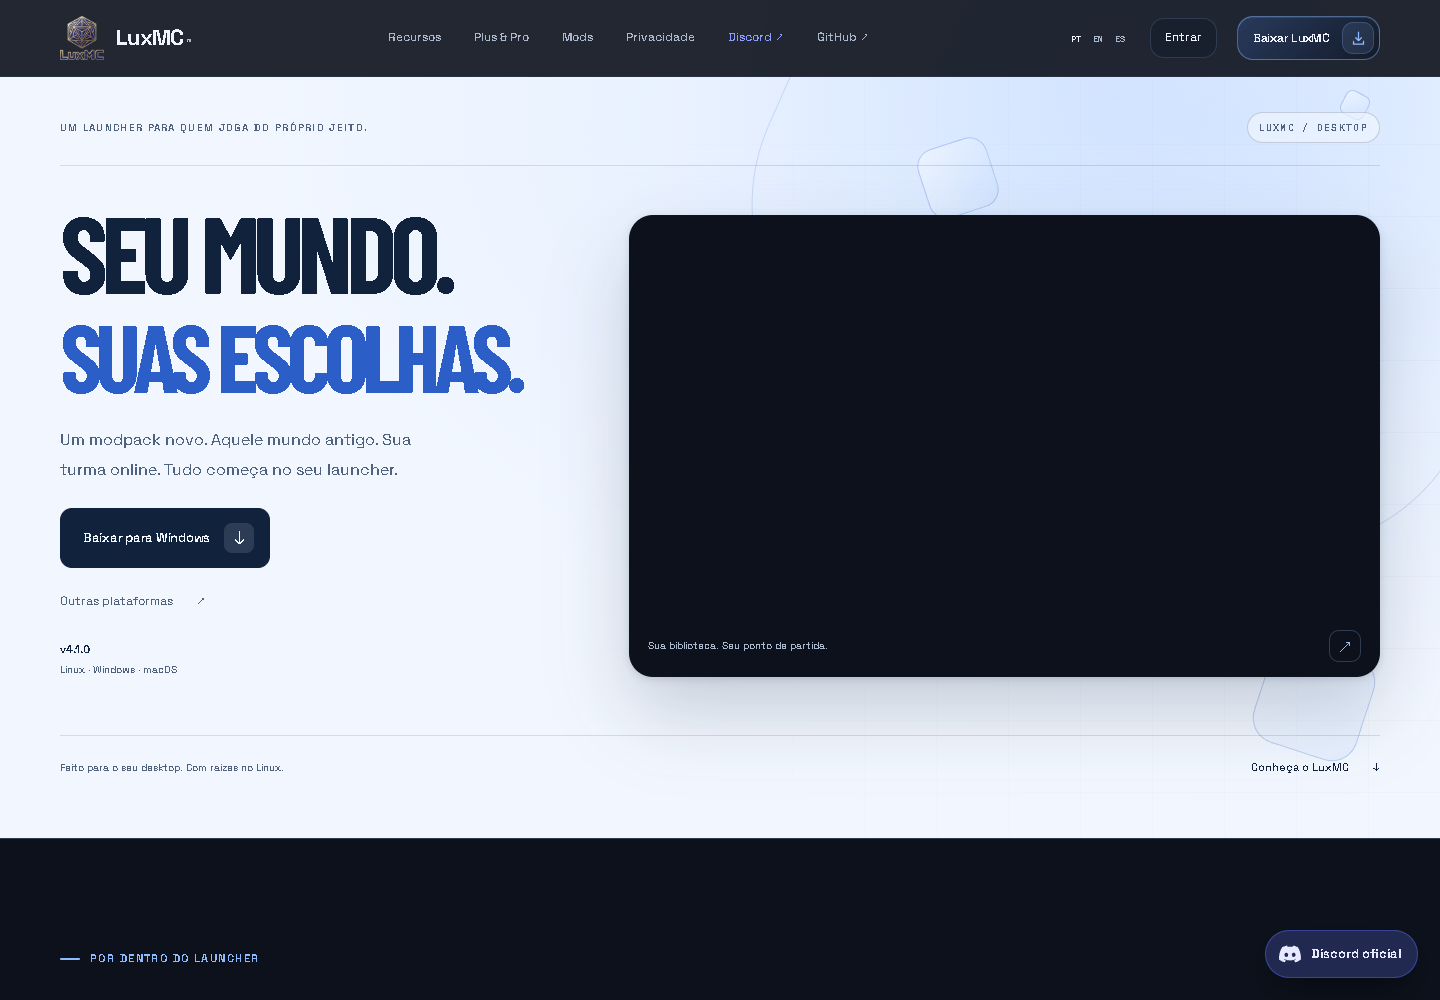 LuxMC
LuxMC™
Recursos
Plus & Pro
Mods
Privacidade
Discord ↗
GitHub ↗
PT EN ES
Entrar
Baixar LuxMC
UM LAUNCHER PARA QUEM JOGA DO PRÓPRIO JEITO.
LUXMC / DESKTOP
SEU MUNDO.
SUAS ESCOLHAS.
Um modpack novo. Aquele mundo antigo. Sua
turma online. Tudo começa no seu launcher.
Baixar para Windows ↓
Outras plataformas ↗
v4.1.0
Linux · Windows · macOS
Sua biblioteca. Seu ponto de partida. ↗
Feito para o seu desktop. Com raízes no Linux.
Conheça o LuxMC ↓
POR DENTRO DO LAUNCHER
Discord oficial